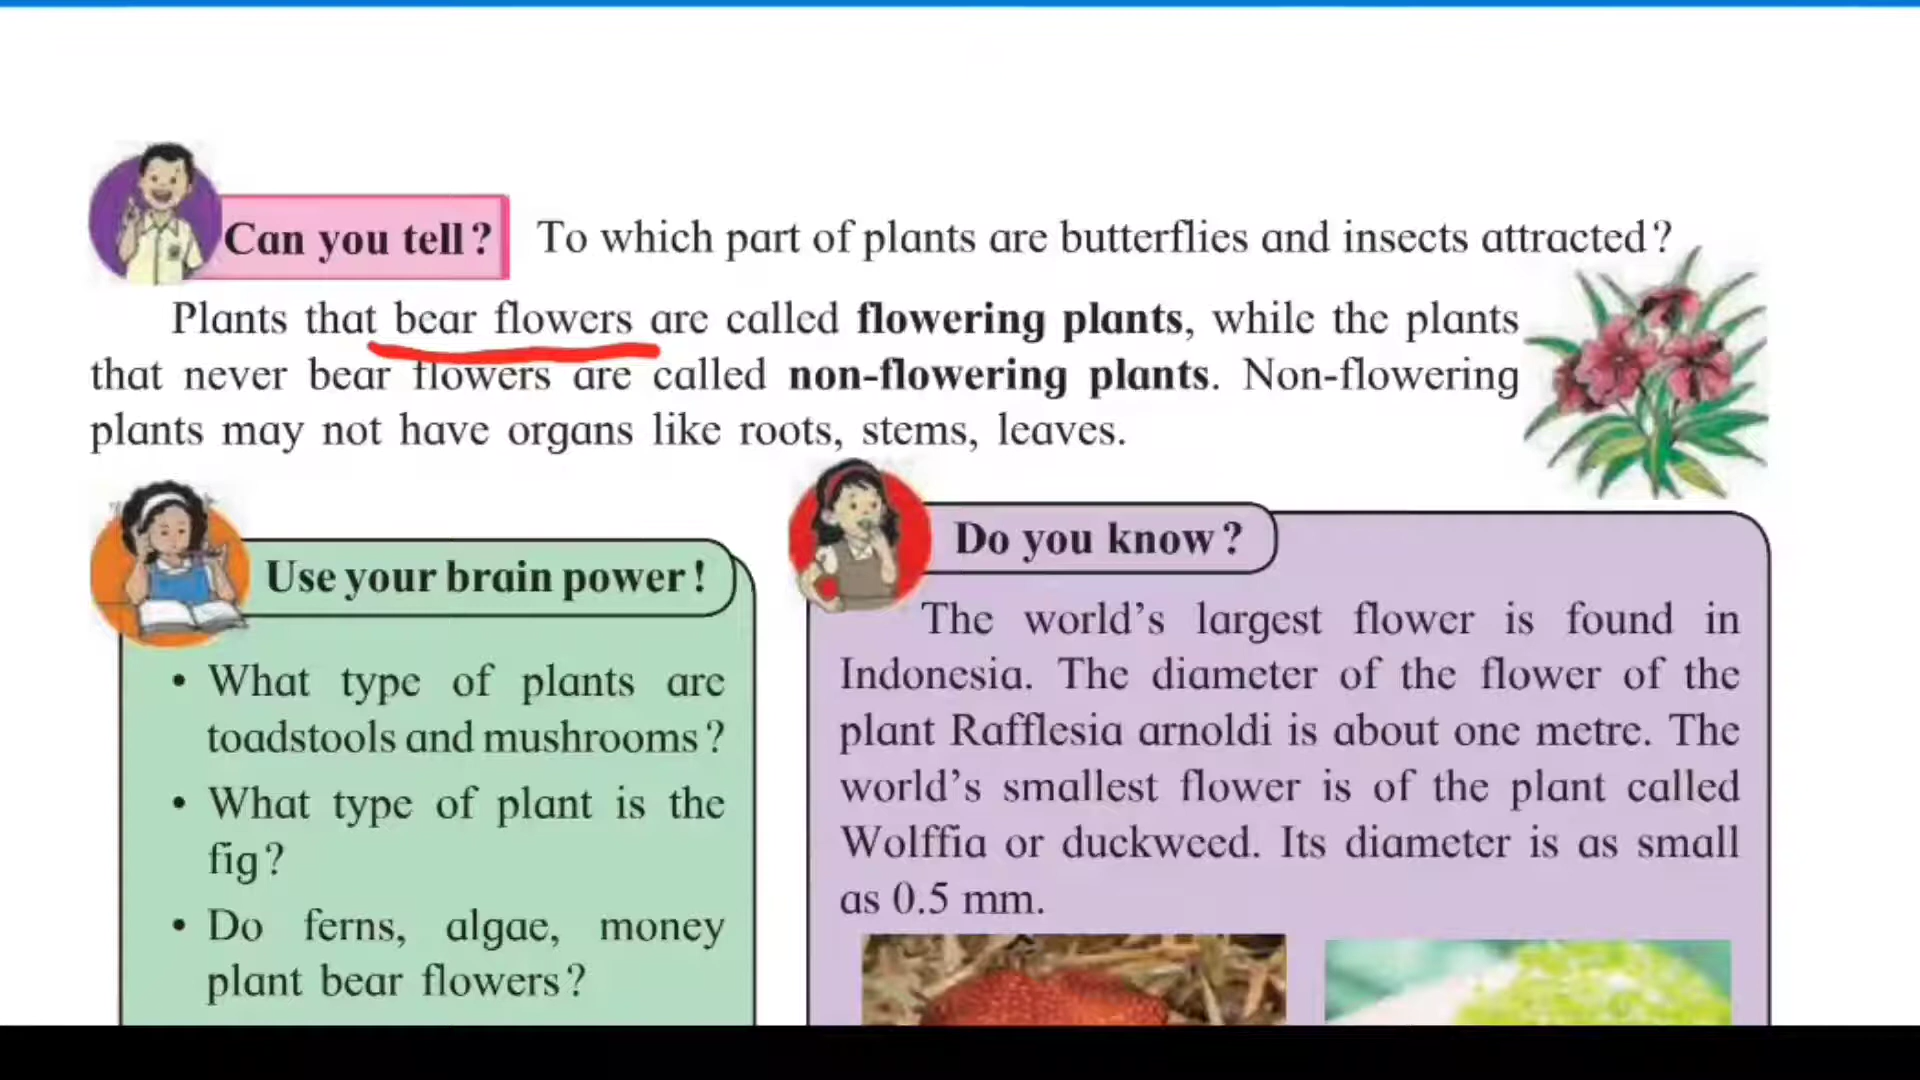 Can you tell? To which part of plants are butterflies and insects attracted?
Plants that bear flowers are called flowering plants, while the plants
that never bear flowers are called non-flowering plants. Non-flowering
plants may not have organs like roots, stems, leaves.
Use your brain power!
• What type of plants are
toadstools and mushrooms?
• What type of plant is the
fig?
• Do ferns, algae, money
plant bear flowers?
Do you know?
The world's largest flower is found in
Indonesia. The diameter of the flower of the
plant Rafflesia arnoldi is about one metre. The
world's smallest flower is of the plant called
Wolffia or duckweed. Its diameter is as small
as 0.5 mm.